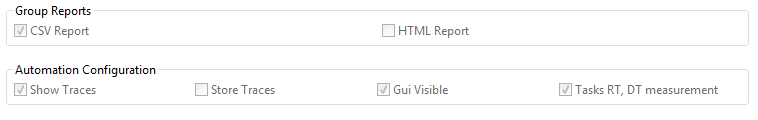 Group Reports
CSV Report HTML Report
Automation Configuration
Show Traces Store Traces Gui Visible Tasks RT, DT measurement